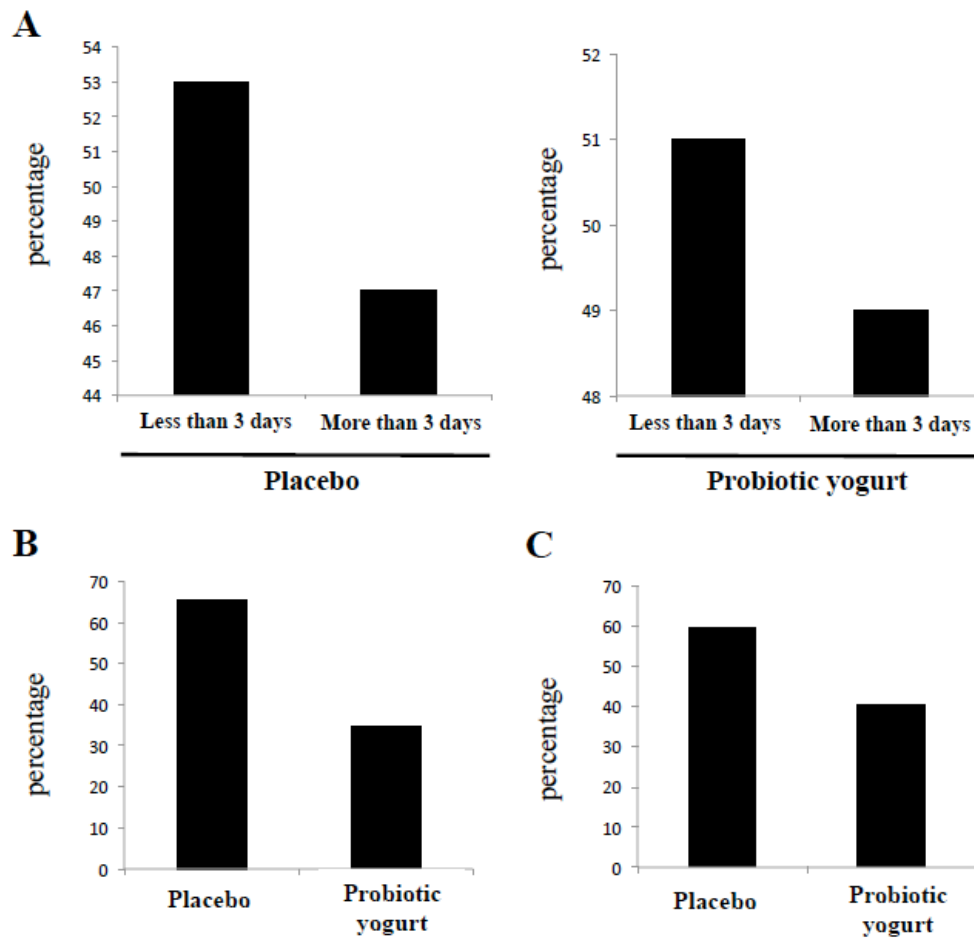 A
percentage
54
53
52
51
50
49
48
47
46
45
44
Less than 3 days
More than 3 days
Placebo
percentage
52
51
50
49
48
Less than 3 days
More than 3 days
Probiotic yogurt
B
percentage
70
60
50
40
30
20
10
0
Placebo
Probiotic
yogurt
C
percentage
70
60
50
40
30
20
10
0
Placebo
Probiotic
yogurt